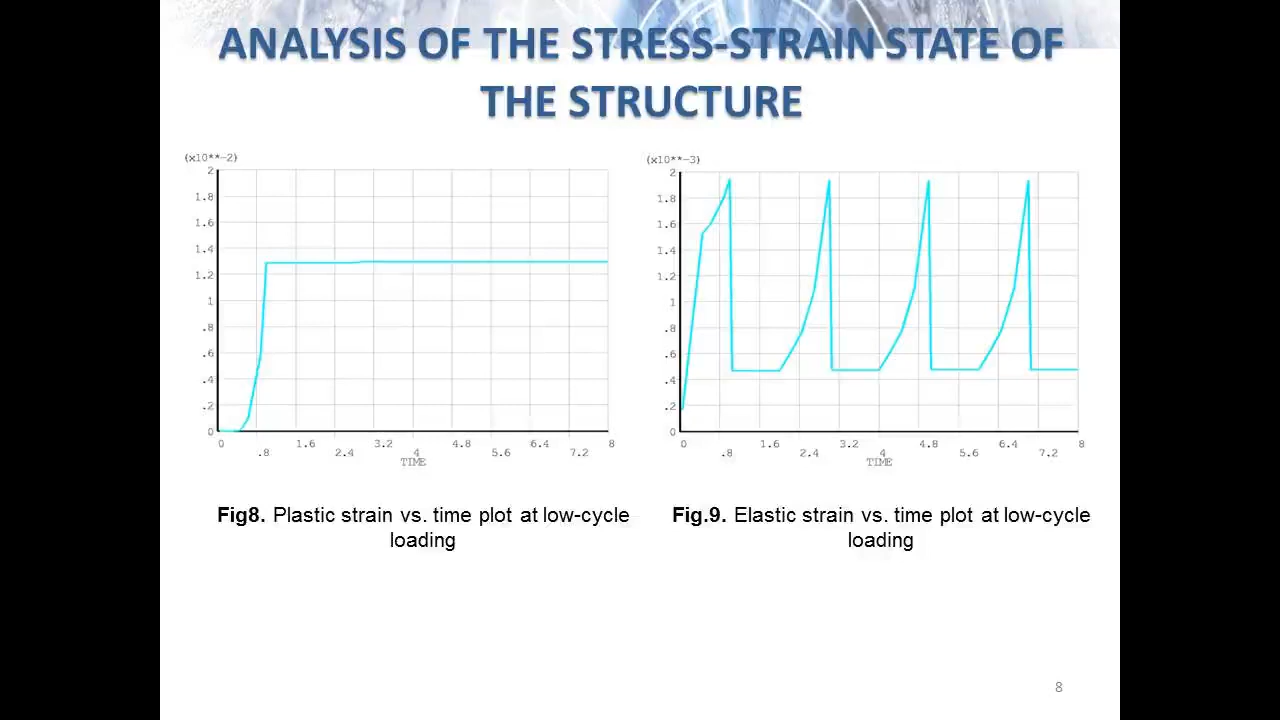 ANALYSIS OF THE STRESS-STRAIN STATE OF
THE STRUCTURE
(x10**-2)
2
1.8
1.6
1.4
1.2
1
.8
.6
.4
.2
0
0 1.6 3.2 4.8 6.4 8
.8 2.4 4 5.6 7.2
TIME
(x10**-3)
2
1.8
1.6
1.4
1.2
1
.8
.6
.4
.2
0
0 1.6 3.2 4.8 6.4 8
.8 2.4 4 5.6 7.2
TIME
Fig8. Plastic strain vs. time plot at low-cycle
loading
Fig.9. Elastic strain vs. time plot at low-cycle
loading
8